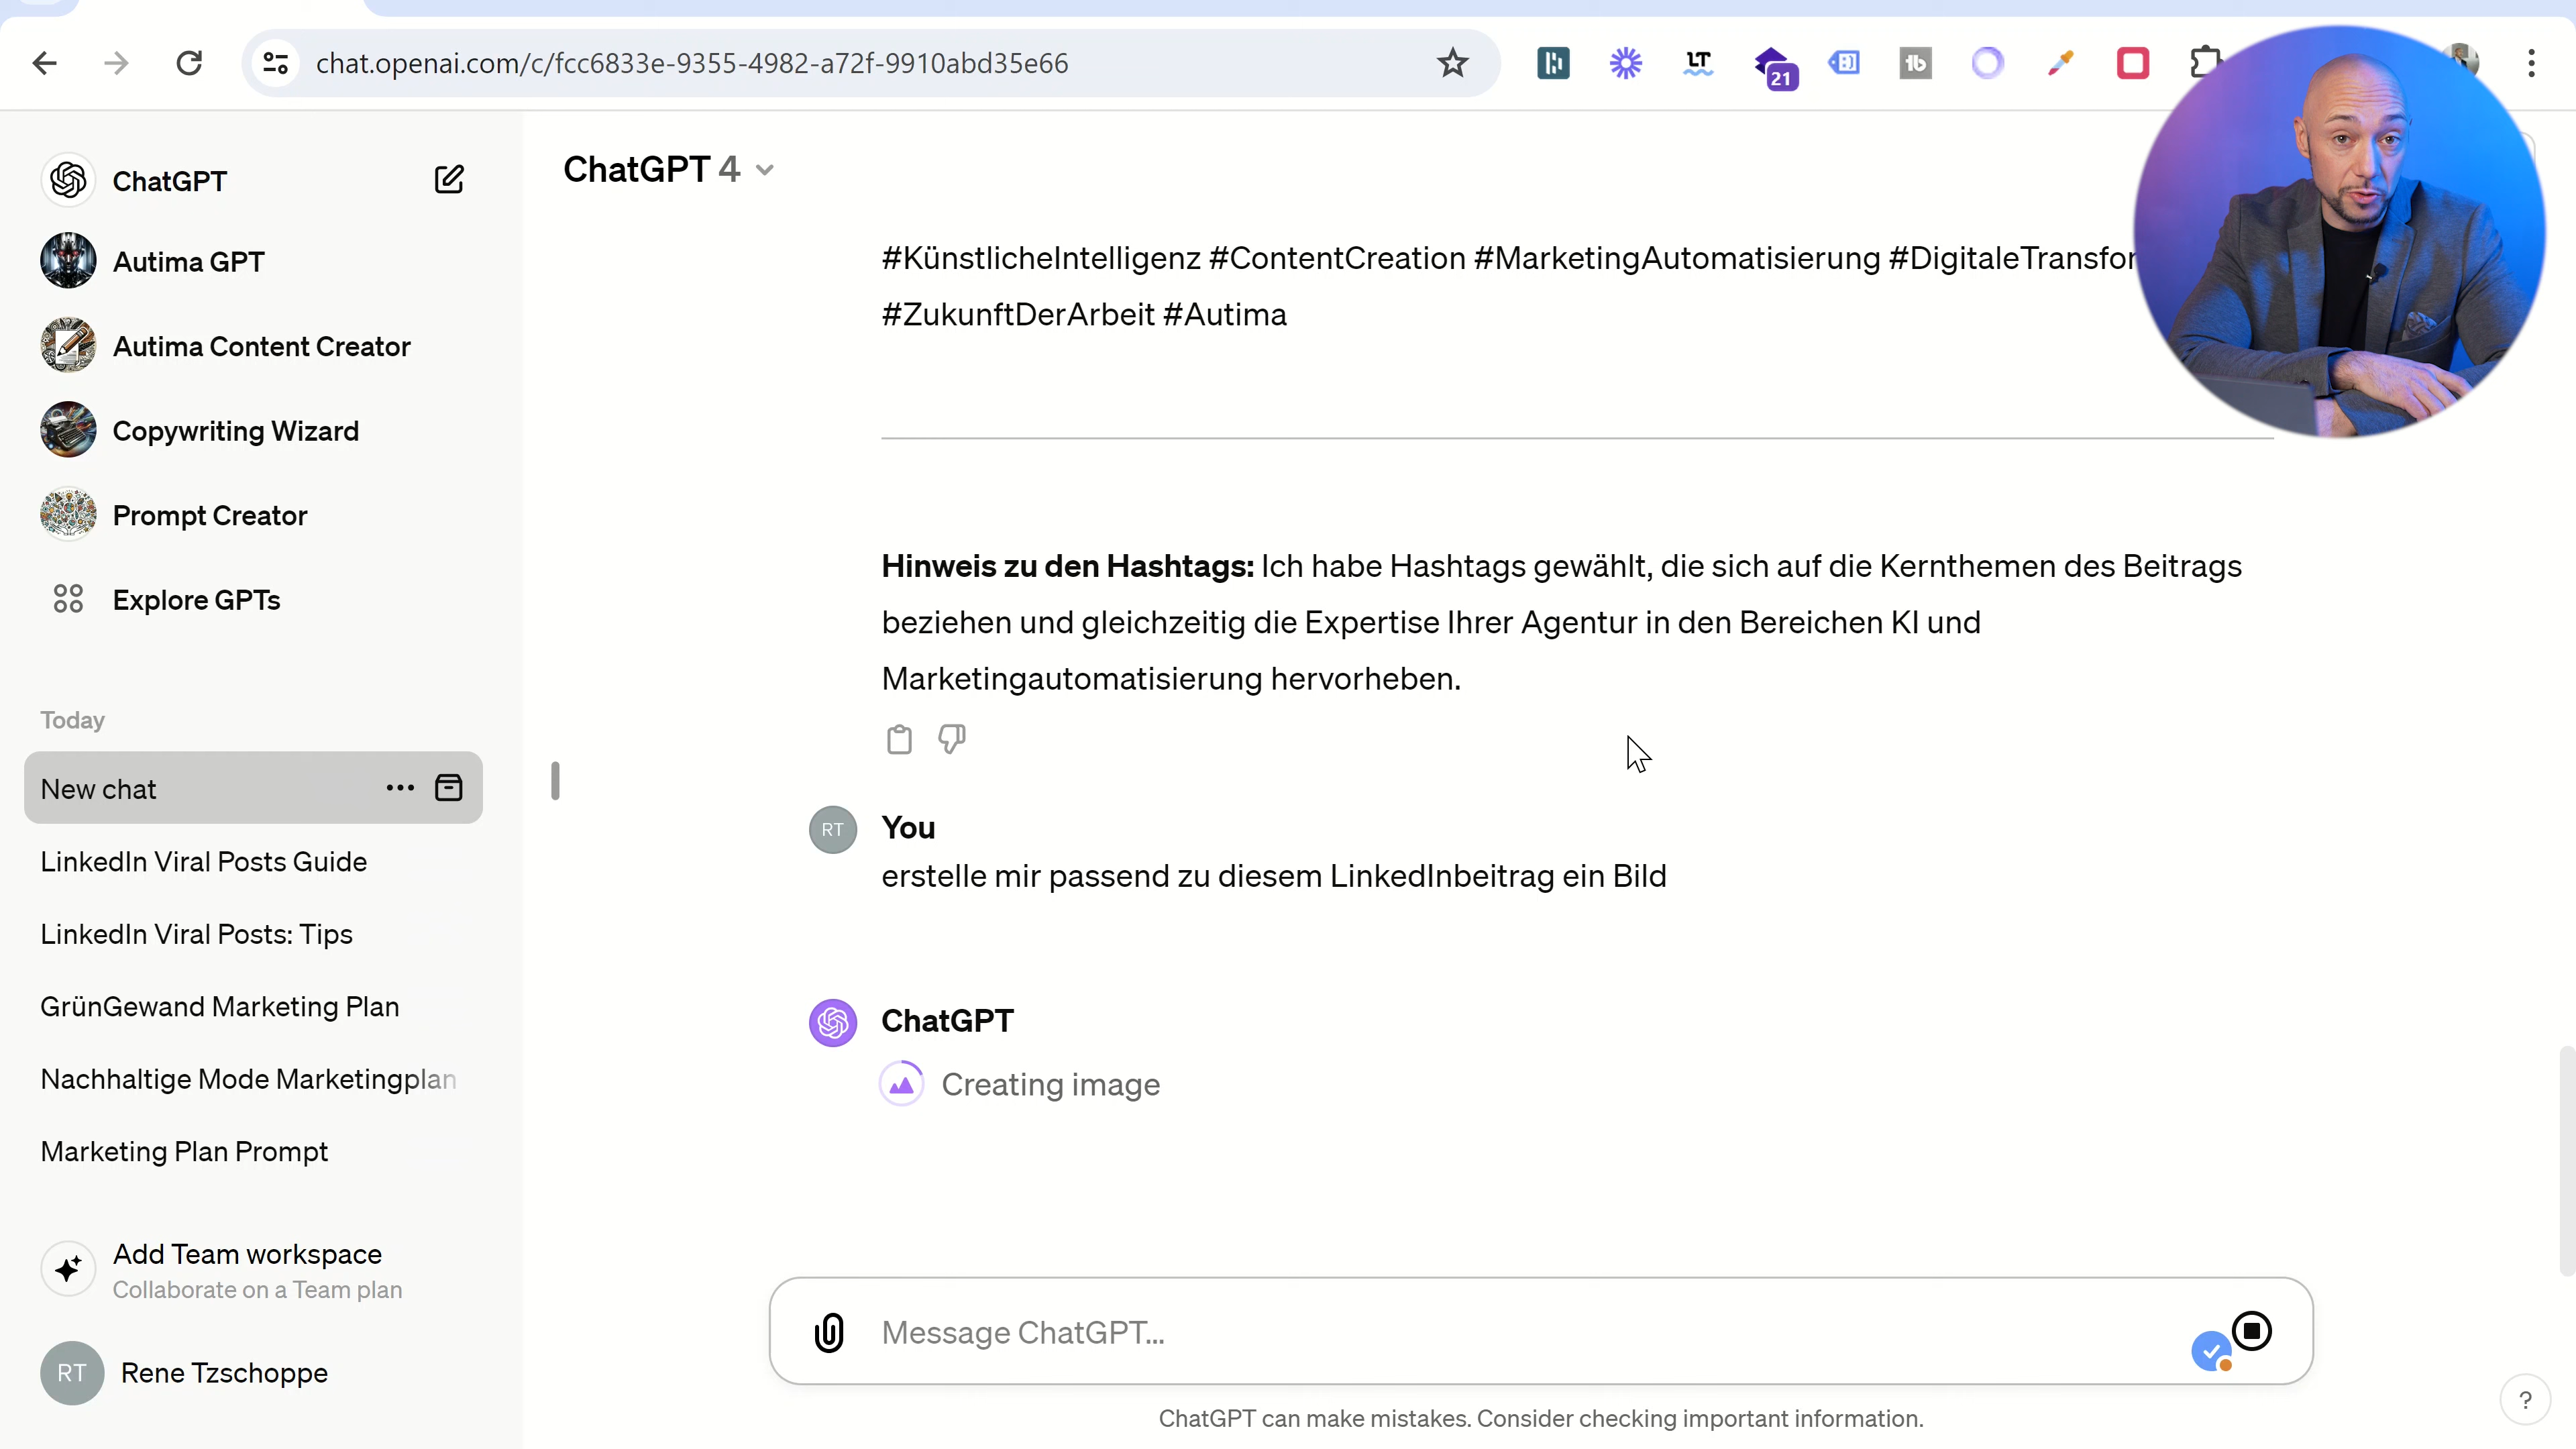 chat.openai.com/c/fcc6833e-9355-4982-a72f-9910abd35e66
LT
21
ChatGPT
Autima GPT
Autima Content Creator
Copywriting Wizard
Prompt Creator
Explore GPTs
Today
New chat
LinkedIn Viral Posts Guide
LinkedIn Viral Posts: Tips
GrünGewand Marketing Plan
Nachhaltige Mode Marketingplan
Marketing Plan Prompt
Add Team workspace
Collaborate on a Team plan
RT
Rene Tzschoppe
ChatGPT 4
#KünstlicheIntelligenz #ContentCreation #MarketingAutomatisierung
#ZukunftDerArbeit #Autima
Hinweis zu den Hashtags: Ich habe Hashtags gewählt, die sich auf die Kernthemen des Beitrags
beziehen und gleichzeitig die Expertise Ihrer Agentur in den Bereichen KI und
Marketingautomatisierung hervorheben.
RT
You
erstelle mir passend zu diesem LinkedInbeitrag ein Bild
ChatGPT
Creating image
Message ChatGPT...
ChatGPT can make mistakes. Consider checking important information.
?